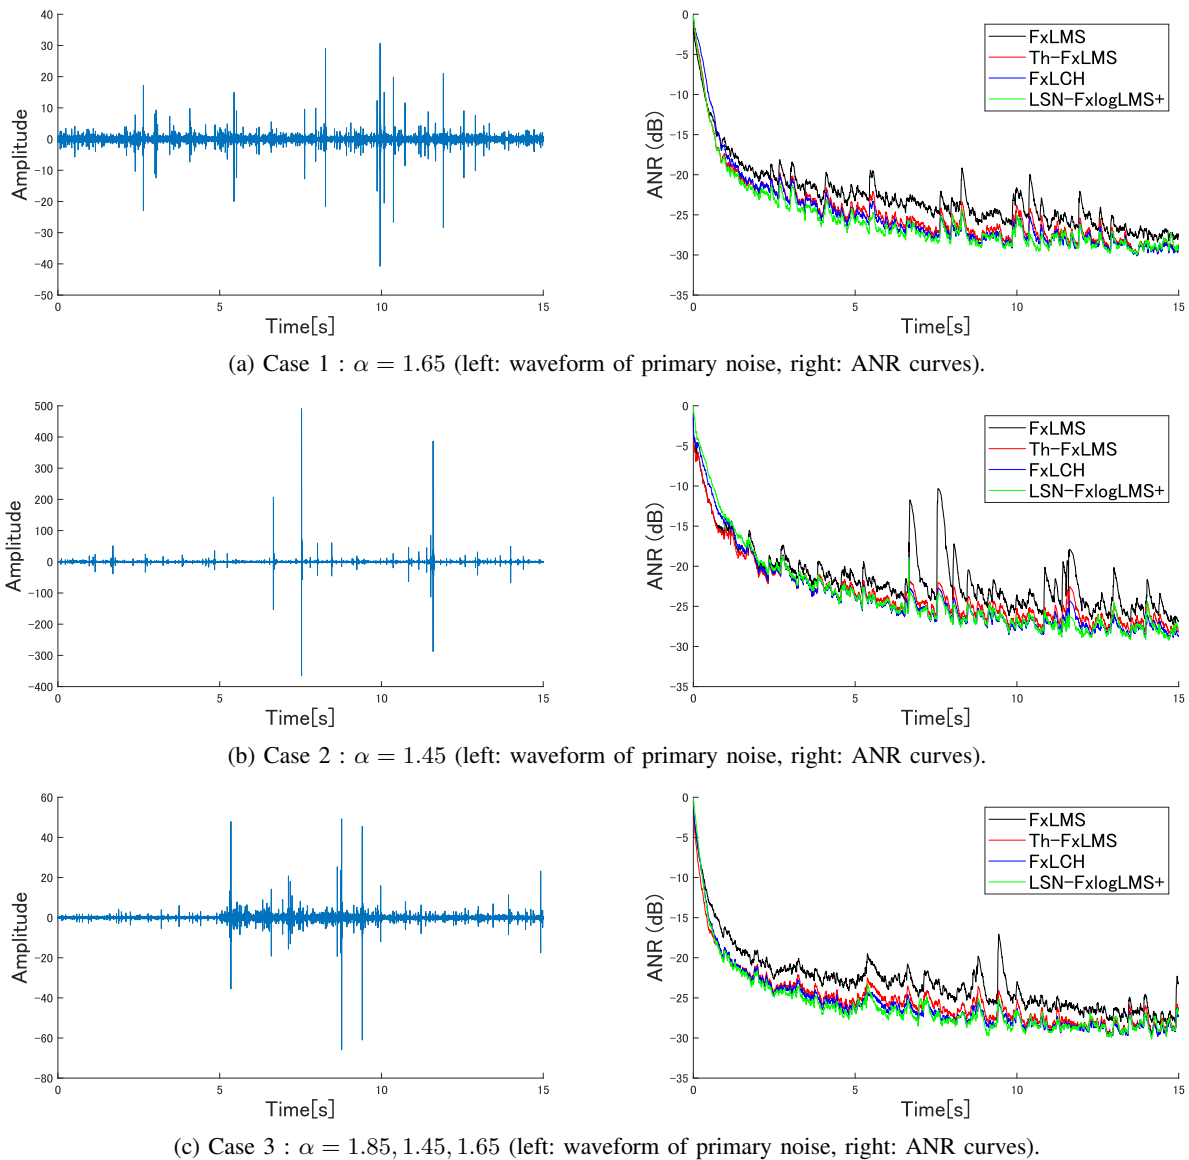 40
30
20
10
0
-10
-20
-30
-40
-50
Amplitude
0 5 10 15
Time[s]
0
-5
-10
-15
-20
-25
-30
-35
ANR (dB)
0 5 10 15
Time[s]
FxLMS
Th-FxLMS
FxLCH
LSN-FxlogLMS+
(a) Case 1 : α = 1.65 (left: waveform of primary noise, right: ANR curves).
500
400
300
200
100
0
-100
-200
-300
-400
Amplitude
0 5 10 15
Time[s]
0
-5
-10
-15
-20
-25
-30
-35
ANR (dB)
0 5 10 15
Time[s]
FxLMS
Th-FxLMS
FxLCH
LSN-FxlogLMS+
(b) Case 2 : α = 1.45 (left: waveform of primary noise, right: ANR curves).
60
40
20
0
-20
-40
-60
-80
Amplitude
0 5 10 15
Time[s]
0
-5
-10
-15
-20
-25
-30
-35
ANR (dB)
0 5 10 15
Time[s]
FxLMS
Th-FxLMS
FxLCH
LSN-FxlogLMS+
(c) Case 3 : α = 1.85, 1.45, 1.65 (left: waveform of primary noise, right: ANR curves).